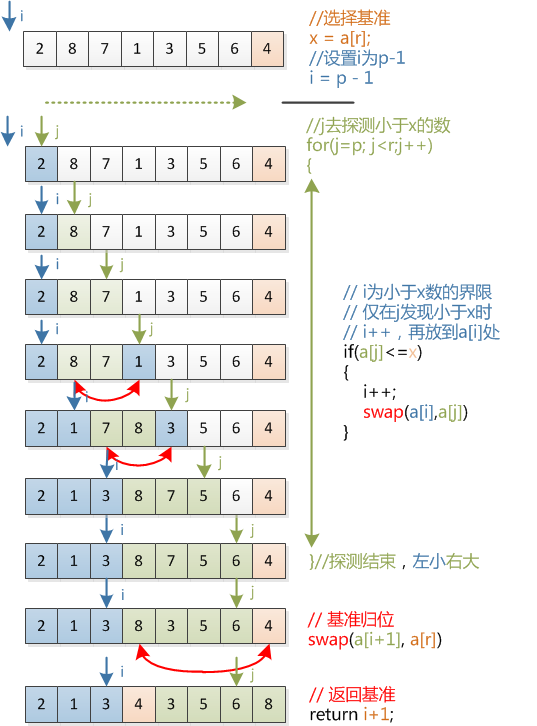 i
//选择基准
x = a[r];
2 8 7 1 3 5 6 4
//设置i为p-1
i = p - 1
//j去探测小于x的数
i j
for(j=p; j<r;j++)
2 8 7 1 3 5 6 4
{
i j
2 8 7 1 3 5 6 4
i j
2 8 7 1 3 5 6 4
// i为小于x数的界限
// 仅在j发现小于x时
i j
// i++ , 再放到a[i]处
2 8 7 1 3 5 6 4
if(a[j]<=x)
{
i j
i++;
2 1 7 8 3 5 6 4
swap(a[i],a[j])
}
i j
2 1 3 8 7 5 6 4
i j
2 1 3 8 7 5 6 4
}//探测结束 , 左小右大
i j
2 1 3 8 3 5 6 4
// 基准归位
swap(a[i+1], a[r])
i j
2 1 3 4 3 5 6 8
// 返回基准
return i+1;